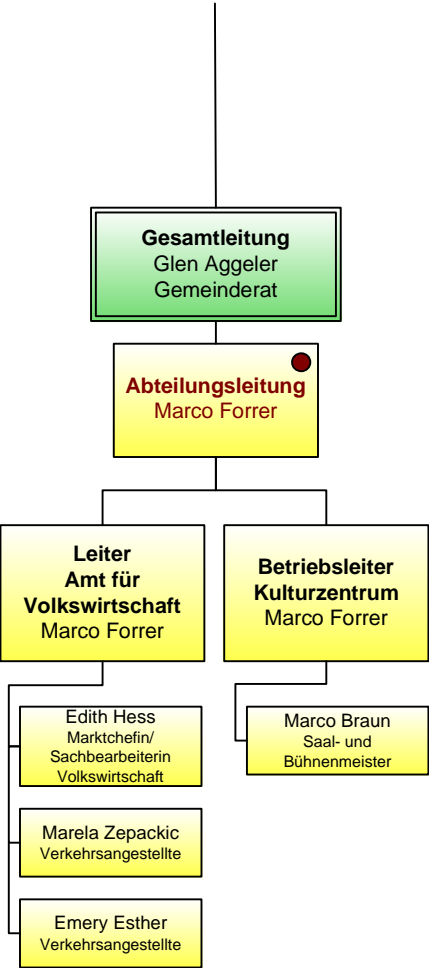 Gesamtleitung
Glen Aggeler
Gemeinderat
Abteilungsleitung
Marco Forrer
Leiter
Amt für
Volkswirtschaft
Marco Forrer
Betriebsleiter
Kulturzentrum
Marco Forrer
Edith Hess
Marktchefin/
Sachbearbeiterin
Volkswirtschaft
Marco Braun
Saal- und
Bühnenmeister
Marela Zepackic
Verkehrsangestellte
Emery Esther
Verkehrsangestellte